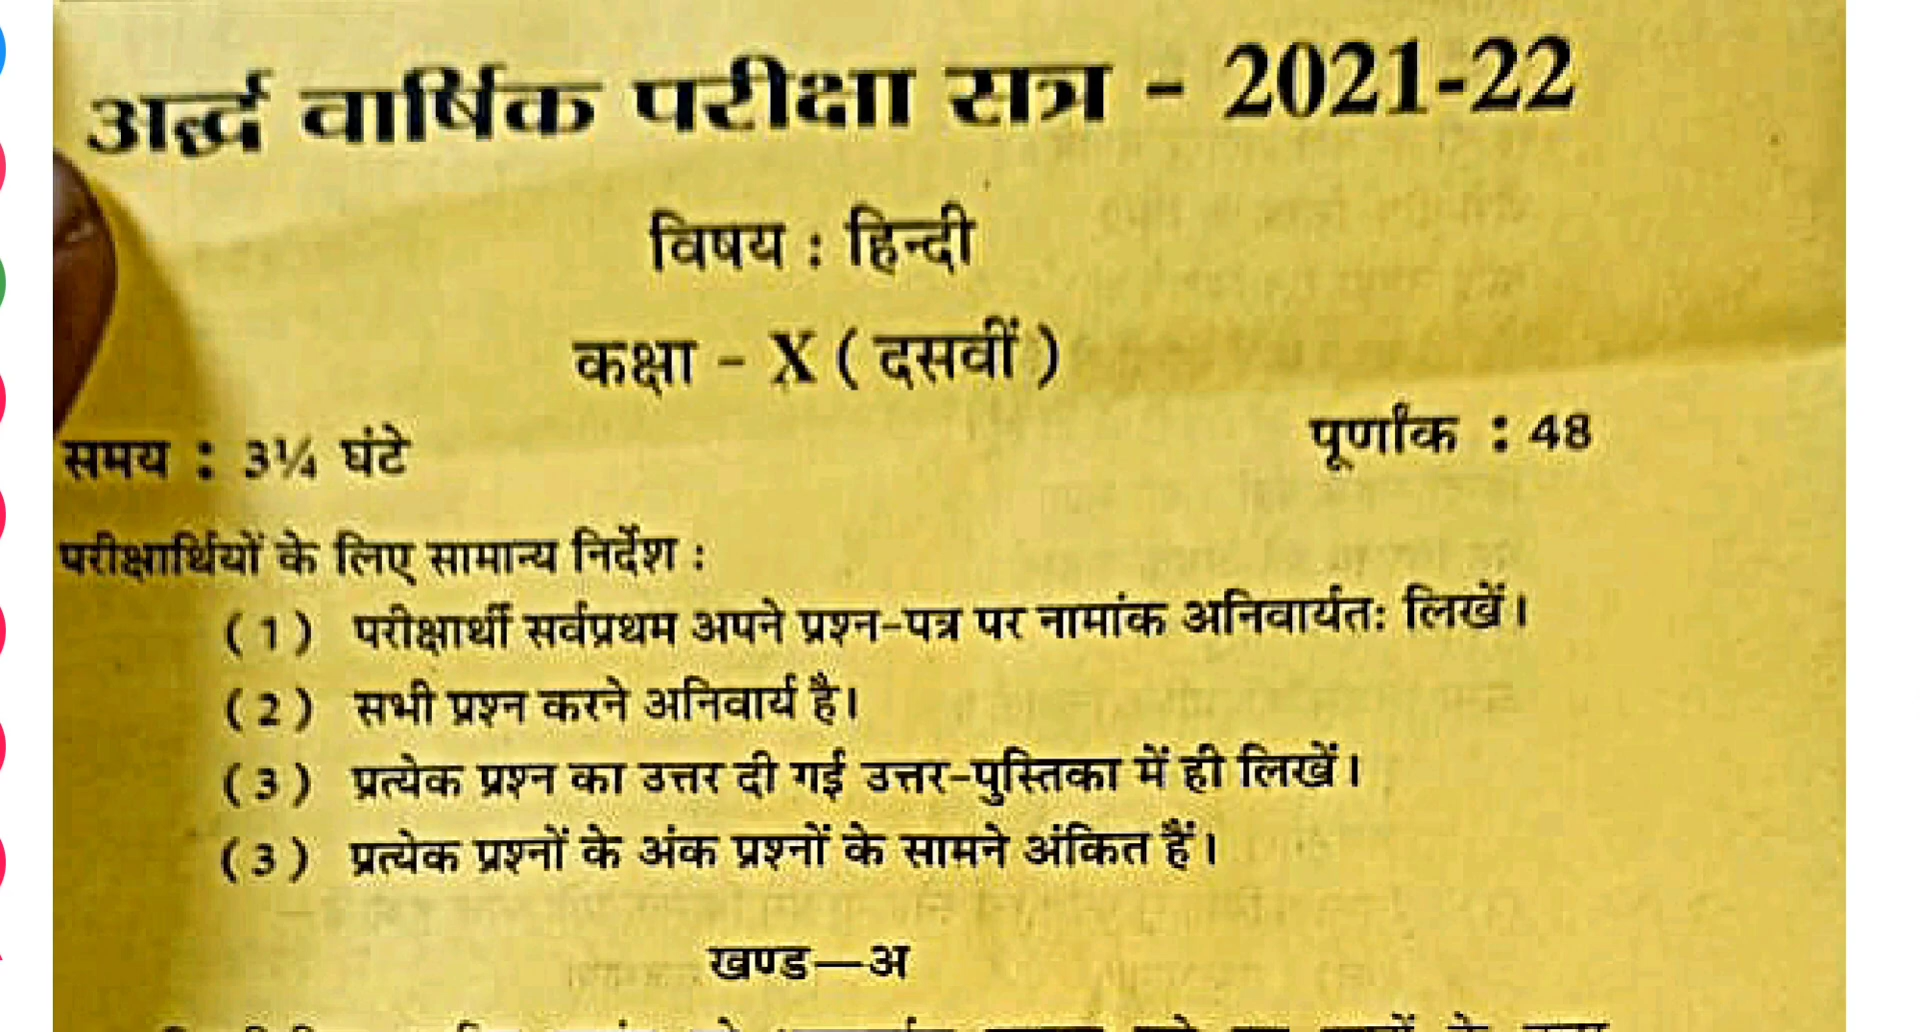 अर्द्ध वार्षिक परीक्षा सत्र - 2021-22
विषय : हिन्दी
कक्षा - X ( दसवीं )
समय : 3¼ घंटे पूर्णांक : 48
परीक्षार्थियों के लिए सामान्य निर्देश :
( 1 ) परीक्षार्थी सर्वप्रथम अपने प्रश्न-पत्र पर नामांक अनिवार्यतः लिखें।
( 2 ) सभी प्रश्न करने अनिवार्य है।
( 3 ) प्रत्येक प्रश्न का उत्तर दी गई उत्तर-पुस्तिका में ही लिखें।
( 3 ) प्रत्येक प्रश्नों के अंक प्रश्नों के सामने अंकित हैं।
खण्ड—अ